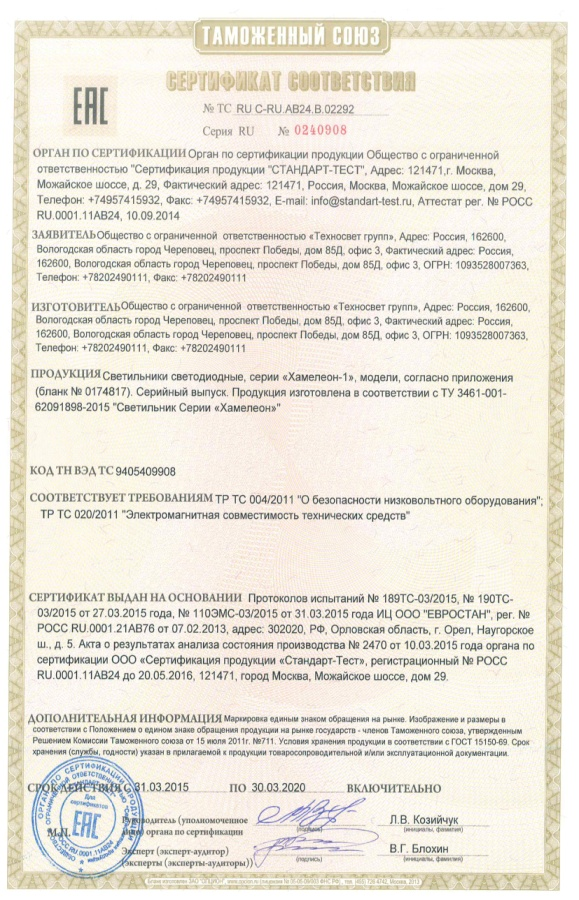 ТАМОЖЕННЫЙ СОЮЗ
СЕРТИФИКАТ СООТВЕТСТВИЯ
ЕАС
№ ТС RU C-RU.АВ24.В.02292
Серия RU № 0240908
ОРГАН ПО СЕРТИФИКАЦИИ Орган по сертификации продукции Общество с ограниченной
ответственностью "Сертификация продукции "СТАНДАРТ-ТЕСТ", Адрес: 121471,г. Москва,
Можайское шоссе, д. 29, Фактический адрес: 121471, Россия, Москва, Можайское шоссе, дом 29,
Телефон: +74957415932, Факс: +74957415932, E-mail: info@standart-test.ru, Аттестат рег. № РОСС
RU.0001.11АВ24, 10.09.2014
ЗАЯВИТЕЛЬ Общество с ограниченной ответственностью «Техносвет групп», Адрес: Россия, 162600,
Вологодская область город Череповец, проспект Победы, дом 85Д, офис 3, Фактический адрес: Россия,
162600, Вологодская область город Череповец, проспект Победы, дом 85Д, офис 3, ОГРН: 1093528007363,
Телефон: +78202490111, Факс: +78202490111
ИЗГОТОВИТЕЛЬ Общество с ограниченной ответственностью «Техносвет групп», Адрес: Россия, 162600,
Вологодская область город Череповец, проспект Победы, дом 85Д, офис 3, Фактический адрес: Россия,
162600, Вологодская область город Череповец, проспект Победы, дом 85Д, офис 3, ОГРН: 1093528007363,
Телефон: +78202490111, Факс: +78202490111
ПРОДУКЦИЯ Светильники светодиодные, серии «Хамелеон-1», модели, согласно приложения
(бланк № 0174817). Серийный выпуск. Продукция изготовлена в соответствии с ТУ 3461-001-
62091898-2015 "Светильник Серии «Хамелеон»"
КОД ТН ВЭД ТС 9405409908
СООТВЕТСТВУЕТ ТРЕБОВАНИЯМ ТР ТС 004/2011 "О безопасности низковольтного оборудования";
ТР ТС 020/2011 "Электромагнитная совместимость технических средств"
СЕРТИФИКАТ ВЫДАН НА ОСНОВАНИИ Протоколов испытаний № 189ТС-03/2015, № 190ТС-
03/2015 от 27.03.2015 года, № 110ЭМС-03/2015 от 31.03.2015 года ИЦ ООО "ЕВРОСТАН", рег. №
РОСС RU.0001.21АВ76 от 07.02.2013, адрес: 302020, РФ, Орловская область, г. Орел, Наугорское
ш., д. 5. Акта о результатах анализа состояния производства № 2470 от 10.03.2015 года органа по
сертификации ООО «Сертификация продукции «Стандарт-Тест», регистрационный № РОСС
RU.0001.11АВ24 до 20.05.2016, 121471, город Москва, Можайское шоссе, дом 29.
ДОПОЛНИТЕЛЬНАЯ ИНФОРМАЦИЯ Маркировка единым знаком обращения на рынке. Изображение и размеры в
соответствии с Положением о едином знаке обращения продукции на рынке государств - членов Таможенного союза, утвержденным
Решением Комиссии Таможенного союза от 15 июля 2011г. №711. Условия хранения продукции в соответствии с ГОСТ 15150-69. Срок
хранения (службы, годности) указан в прилагаемой к продукции товаросопроводительной и/или эксплуатационной документации.
СРОК ДЕЙСТВИЯ С 31.03.2015 ПО 30.03.2020 ВКЛЮЧИТЕЛЬНО
Для
сертификатов
ЕАС
М.П.
Руководитель (уполномоченное
лицо) органа по сертификации
(подпись)
Л.В. Козийчук
(инициалы, фамилия)
Эксперт (эксперт-аудитор)
(эксперты (эксперты-аудиторы))
(подпись)
В.Г. Блохин
(инициалы, фамилия)